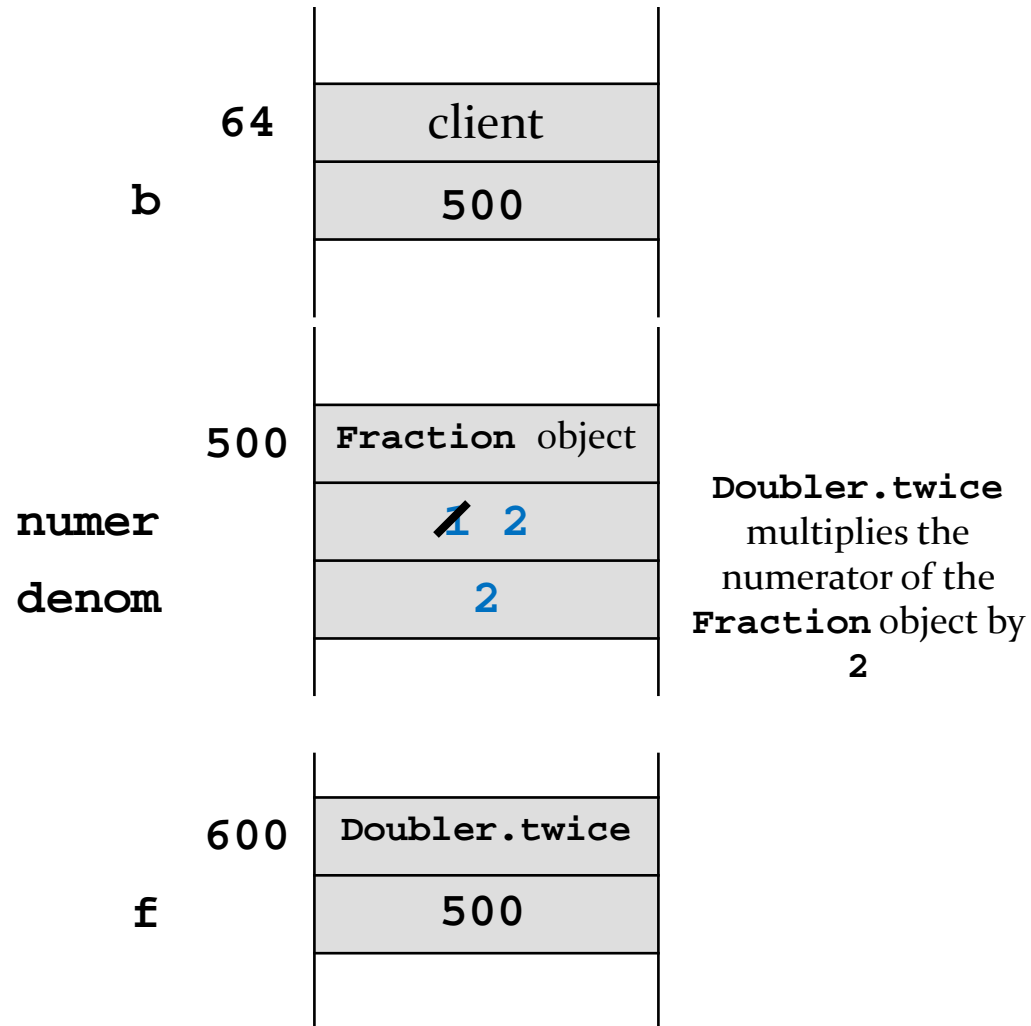 64 client
b 500
500 Fraction object
numer 1 2
denom 2
Doubler.twice
multiplies the
numerator of the
Fraction object by
2
600 Doubler.twice
f 500